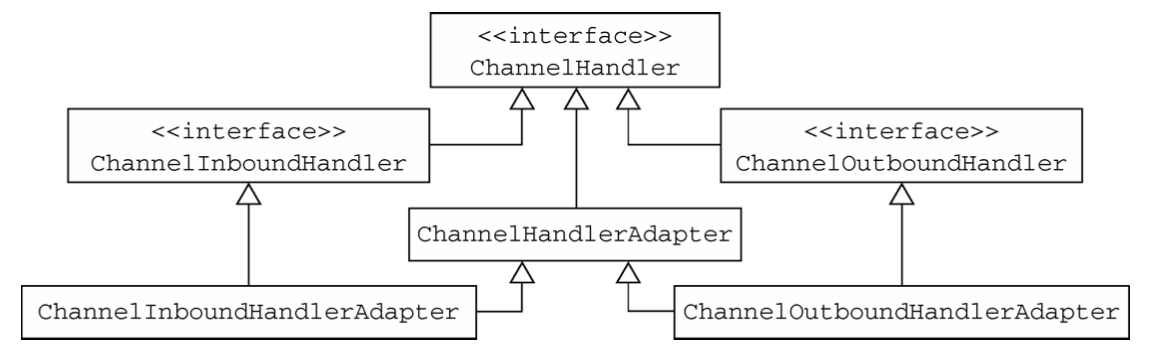 <<interface>>
ChannelHandler
<<interface>>
ChannelInboundHandler
<<interface>>
ChannelOutboundHandler
ChannelHandlerAdapter
ChannelInboundHandlerAdapter
ChannelOutboundHandlerAdapter